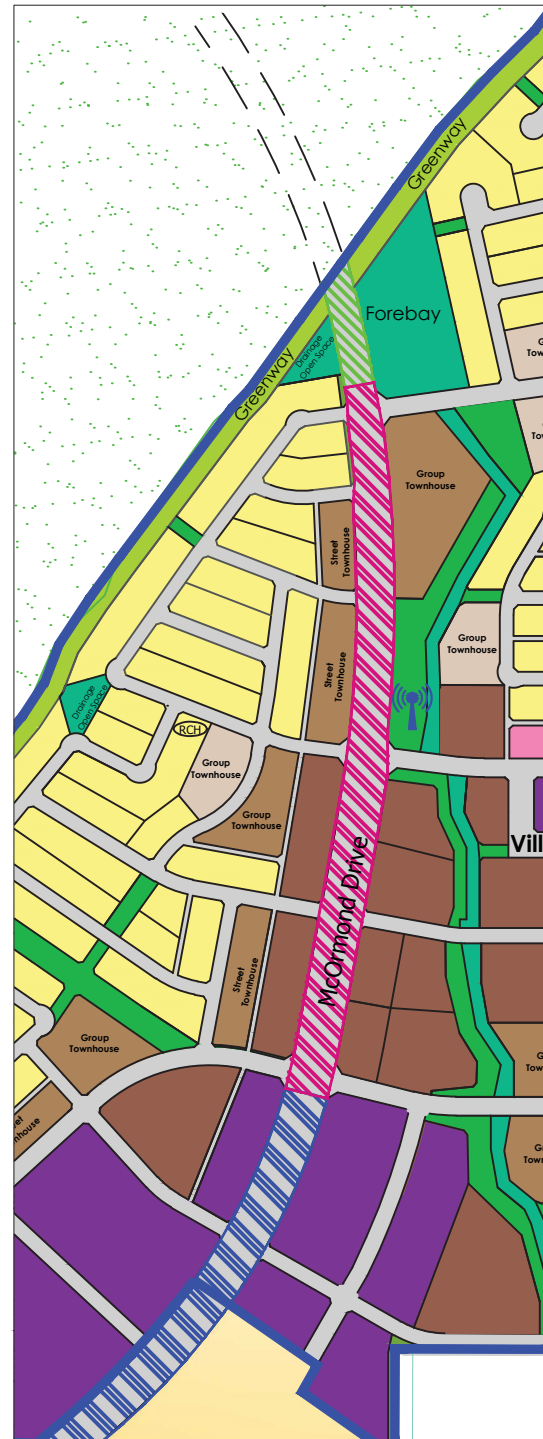 Greenway
Forebay
Drainage
Open Space
Greenway
Group
Townhouse
Street
Townhouse
Group
Townhouse
Street
Townhouse
Drainage
Open Space
RCH
Group
Townhouse
Group
Townhouse
Vill
McOrmond Drive
Street
Townhouse
Group
Townhouse